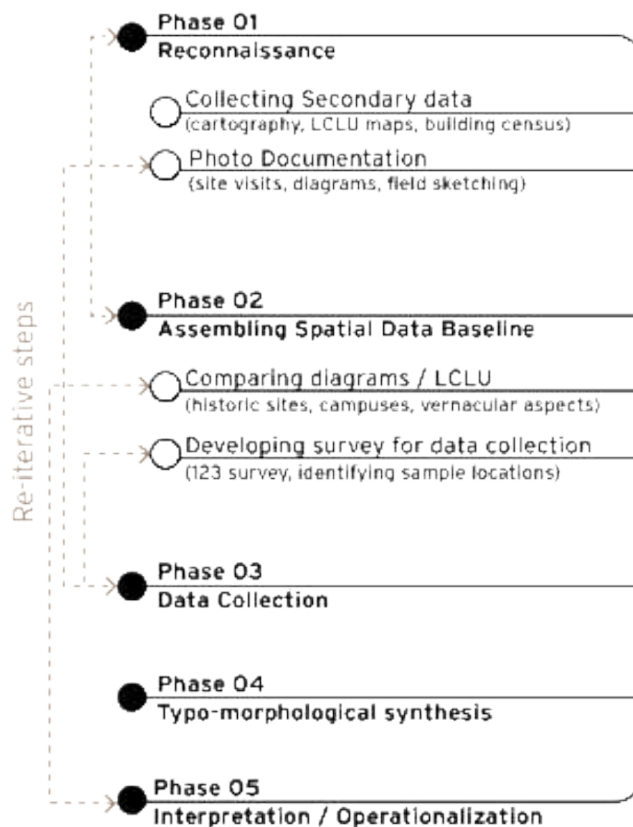 Phase 01
Reconnaissance
Collecting Secondary data
(cartography, LCLU maps, building census)
Photo Documentation
(site visits, diagrams, field sketching)
Phase 02
Assembling Spatial Data Baseline
Comparing diagrams / LCLU
(historic sites, campuses, vernacular aspects)
Developing survey for data collection
(123 survey, identifying sample locations)
Phase 03
Data Collection
Phase 04
Typo-morphological synthesis
Phase 05
Interpretation / Operationalization
Re-iterative steps